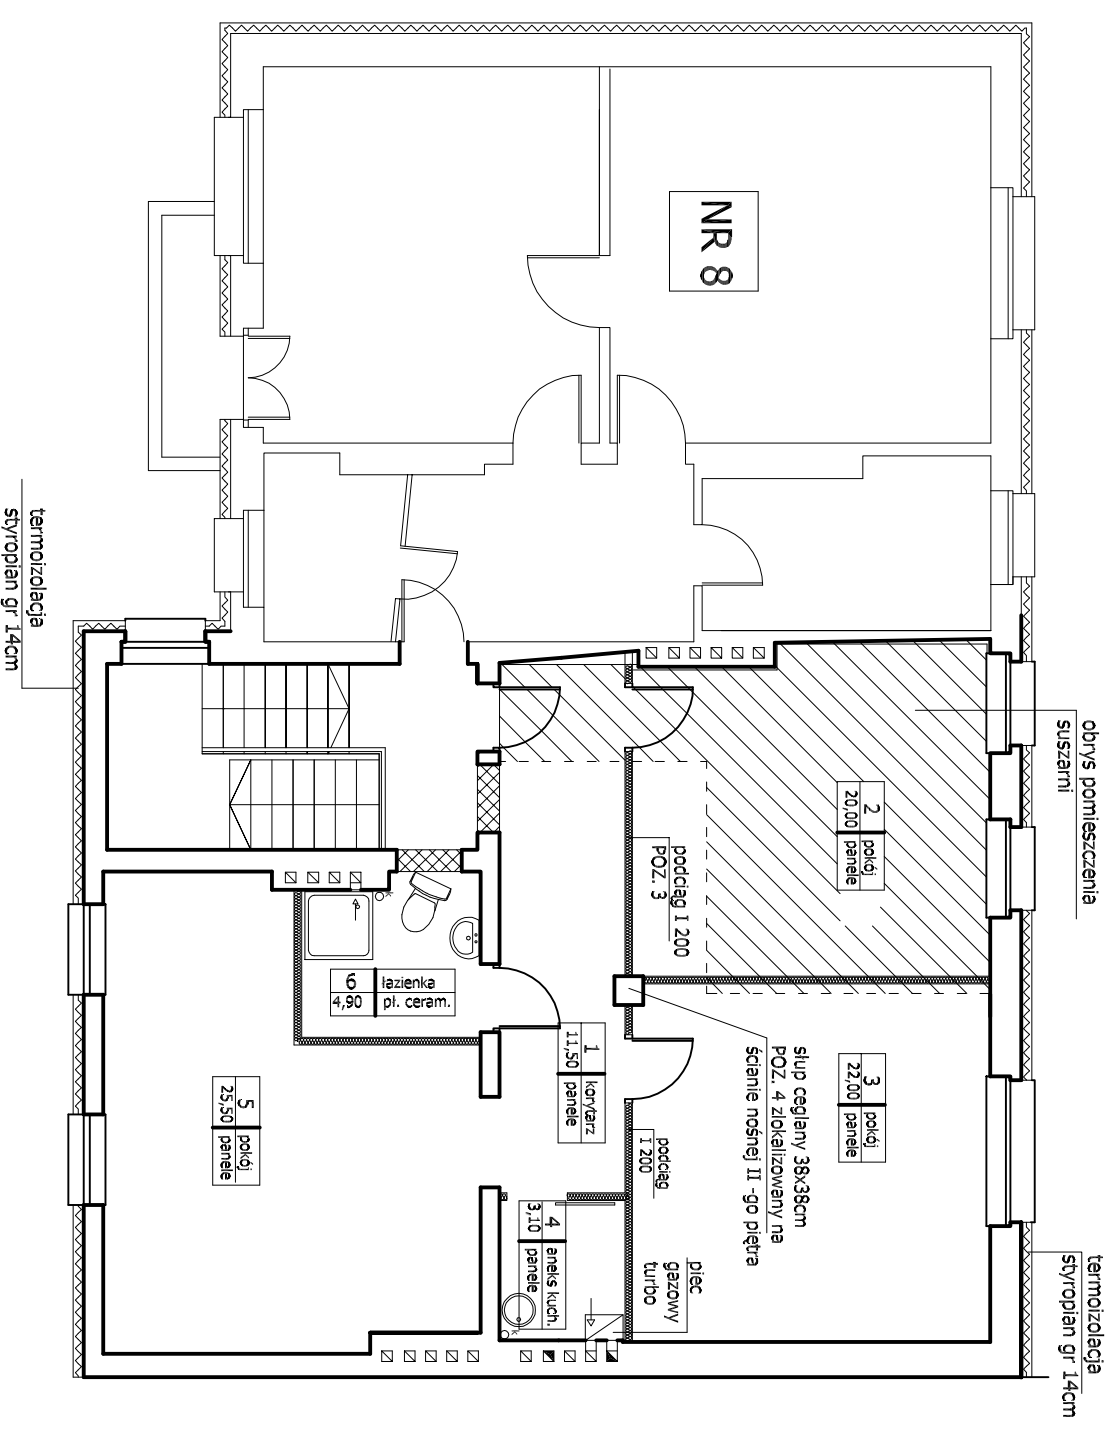 NR 8
termoizolacja
styropian gr 14cm
obrys pomieszczenia
suszarni
2
20,00
pokój
panele
podciąg I 200
POZ. 3
6
4,90
łazienka
pł. ceram.
k
1
11,50
korytarz
panele
3
22,00
pokój
panele
słup ceglany 38x38cm
POZ. 4 zlokalizowany na
ścianie nośnej II -go piętra
5
25,50
pokój
panele
podciąg
I 200
4
3,10
aneks kuch.
panele
k
piec
gazowy
turbo
termoizolacja
styropian gr 14cm